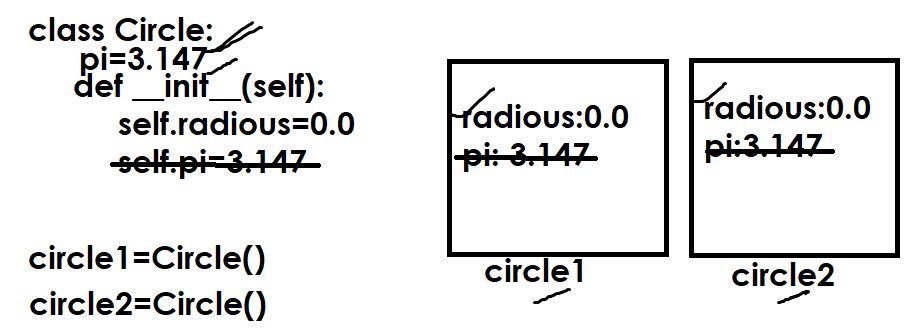 class Circle:
pi=3.147
def __init__(self):
self.radious=0.0
self.pi=3.147
circle1=Circle()
circle2=Circle()
radious:0.0
pi: 3.147
circle1
radious:0.0
pi:3.147
circle2